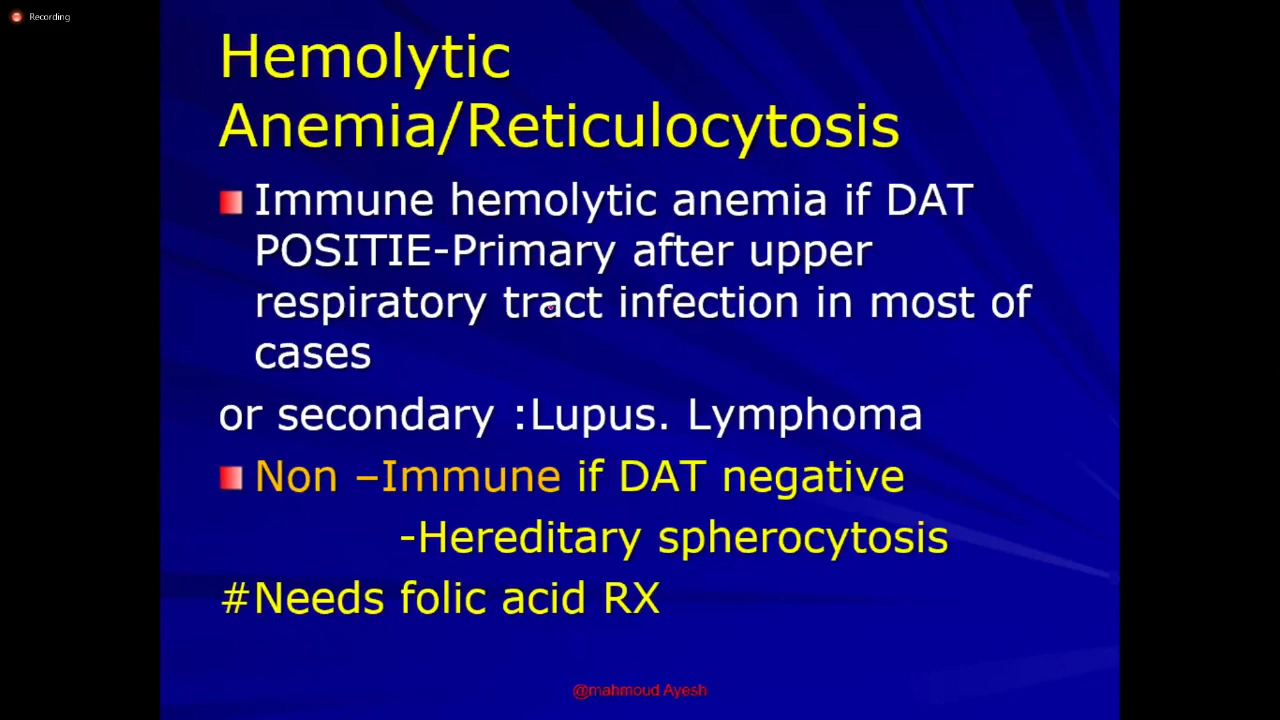 Recording
Hemolytic
Anemia/Reticulocytosis
Immune hemolytic anemia if DAT
POSITIE-Primary after upper
respiratory tract infection in most of
cases
or secondary :Lupus. Lymphoma
Non –Immune if DAT negative
-Hereditary spherocytosis
#Needs folic acid RX
@mahmoud Ayesh